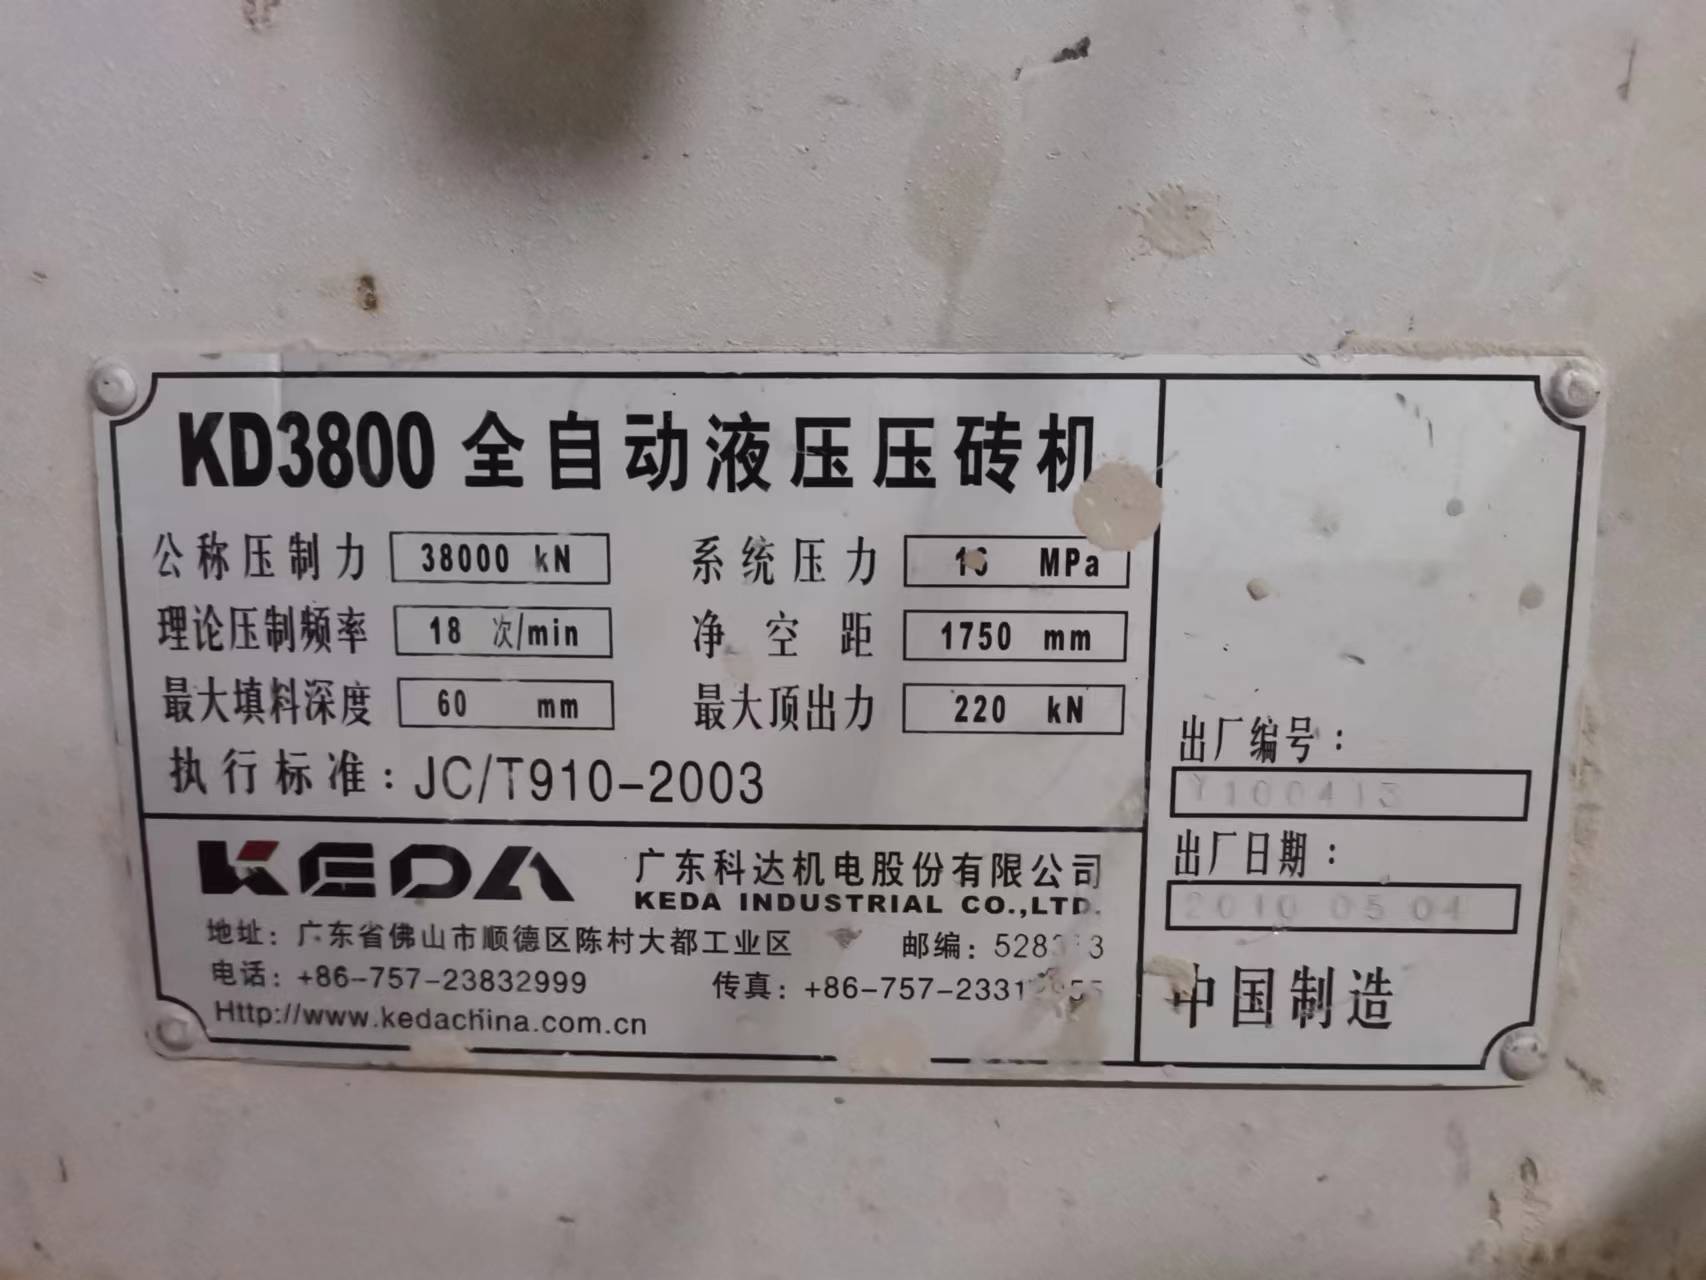 KD3800 全自动液压压砖机
公称压制力 38000 kN 系统压力 MPa
理论压制频率 18 次/min 净空距 1750 mm
最大填料深度 60 mm 最大顶出力 220 kN
执行标准：JC/T910-2003
KEDA 广东科达机电股份有限公司
KEDA INDUSTRIAL CO.,LTD.
地址：广东省佛山市顺德区陈村大都工业区 邮编：
电话：+86-757-23832999 传真：
Http://www.kedachina.com.cn
出厂编号：
Y100413
出厂日期：
2010 05 04
中国制造